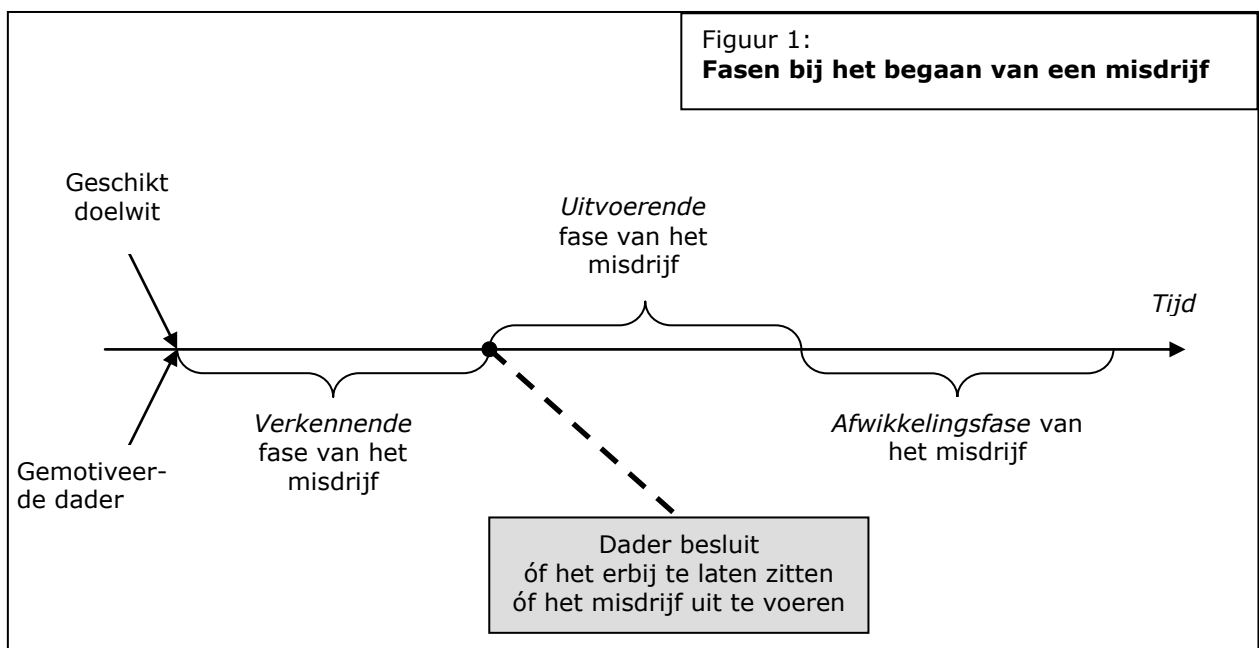 Figuur 1:
Fasen bij het begaan van een misdrijf
Geschikt
doelwit
Uitvoerende
fase van het
misdrijf
Tijd
Verkennende
fase van het
misdrijf
Afwikkelingsfase van
het misdrijf
Gemotiveer-
de dader
Dader besluit
óf het erbij te laten zitten
óf het misdrijf uit te voeren